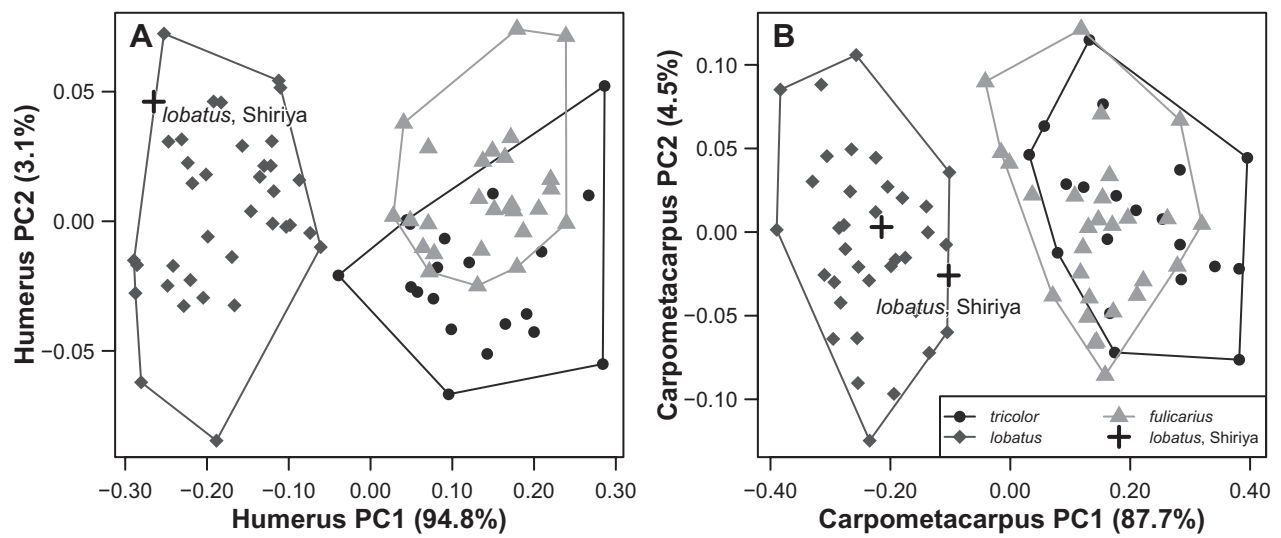 A
lobatus, Shiriya
0.05
0.00
−0.05
Humerus PC2 (3.1%)
−0.30
−0.20
−0.10
0.00
0.10
0.20
0.30
Humerus PC1 (94.8%)
B
lobatus, Shiriya
0.10
0.05
0.00
−0.05
−0.10
Carpometacarpus PC2 (4.5%)
tricolor
fulicarius
lobatus
lobatus, Shiriya
−0.40
−0.20
0.00
0.20
0.40
Carpometacarpus PC1 (87.7%)